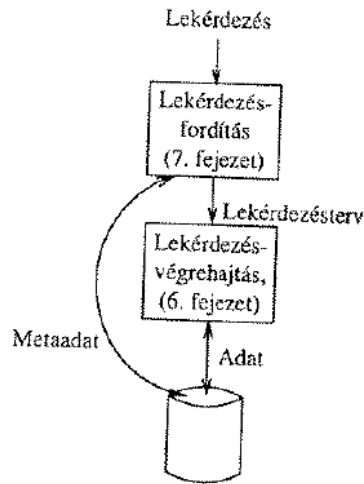 Lekérdezés
Lekérdezés-
fordítás
(7. fejezet)
Lekérdezésterv
Lekérdezés-
végrehajtás,
(6. fejezet)
Metaadat
Adat